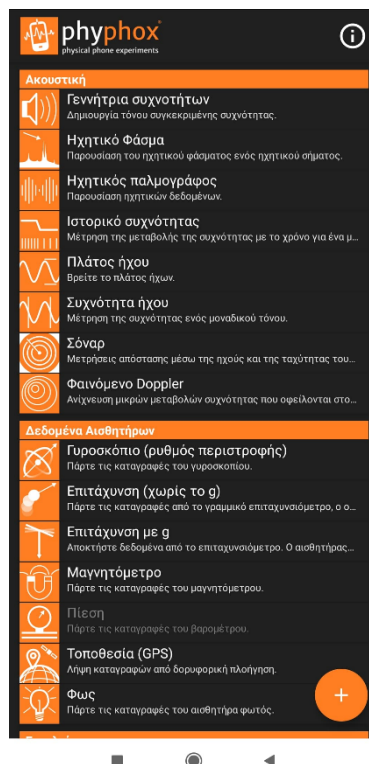 phyphox
physical phone experiments
Ακουστική
Γεννήτρια συχνοτήτων
Δημιουργία τόνου συγκεκριμένης συχνότητας.
Ηχητικό Φάσμα
Παρουσίαση του ηχητικού φάσματος ενός ηχητικού σήματος.
Ηχητικός παλμογράφος
Παρουσίαση ηχητικών δεδομένων.
Ιστορικό συχνότητας
Μέτρηση της μεταβολής της συχνότητας με το χρόνο για ένα μ...
Πλάτος ήχου
Βρείτε το πλάτος ήχων.
Συχνότητα ήχου
Μέτρηση της συχνότητας ενός μοναδικού τόνου.
Σόναρ
Μετρήσεις απόστασης μέσω της ηχούς και της ταχύτητας του...
Φαινόμενο Doppler
Ανίχνευση μικρών μεταβολών συχνότητας που οφείλονται στο...
Δεδομένα Αισθητήρων
Γυροσκόπιο (ρυθμός περιστροφής)
Πάρτε τις καταγραφές του γυροσκοπίου.
Επιτάχυνση (χωρίς το g)
Πάρτε τις καταγραφές από το γραμμικό επιταχυνσιόμετρο, ο ο...
Επιτάχυνση με g
Αποκτήστε δεδομένα από το επιταχυνσιόμετρο. Ο αισθητήρας...
Μαγνητόμετρο
Πάρτε τις καταγραφές του μαγνητόμετρου.
Πίεση
Πάρτε τις καταγραφές του βαρομέτρου.
Τοποθεσία (GPS)
Λήψη καταγραφών από δορυφορική πλοήγηση.
Φως
Πάρτε τις καταγραφές του αισθητήρα φωτός.